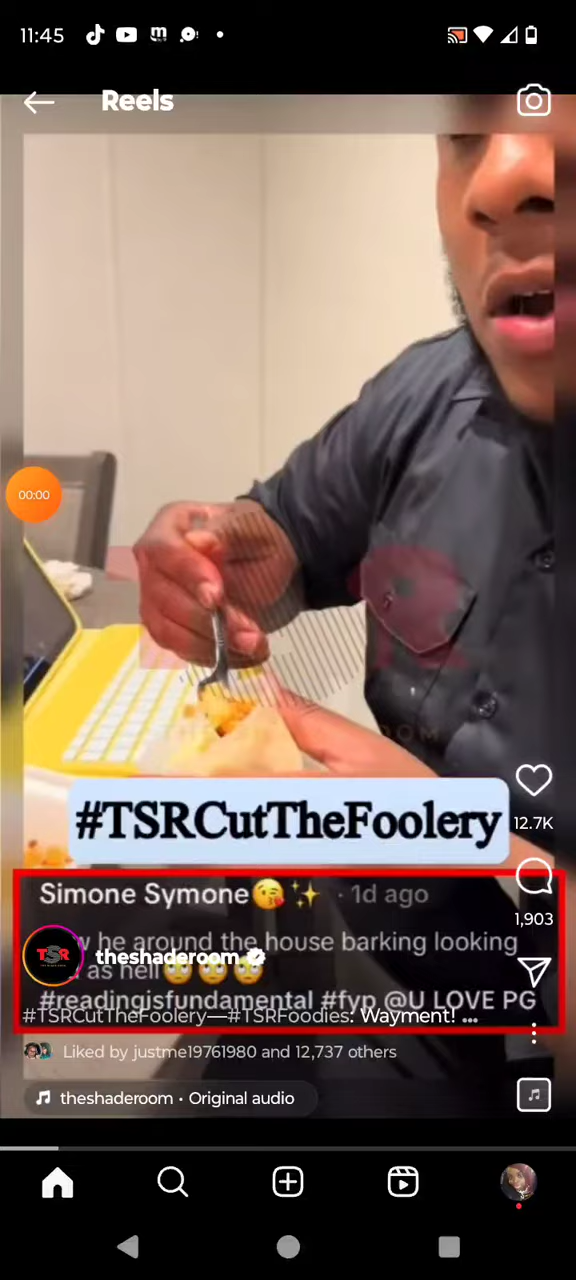 11:45
Reels
00:00
#TSRCutTheFoolery
12.7K
Simone Symone😘✨ · 1d ago
he around the house barking looking
as hell😳😳😳
#readingisfundamental #fyp @U LOVE PG
1,903
TSR
theshaderoom
#TSRCutTheFoolery—#TSRFoodies: Wayment! ...
Liked by justme19761980 and 12,737 others
theshaderoom • Original audio